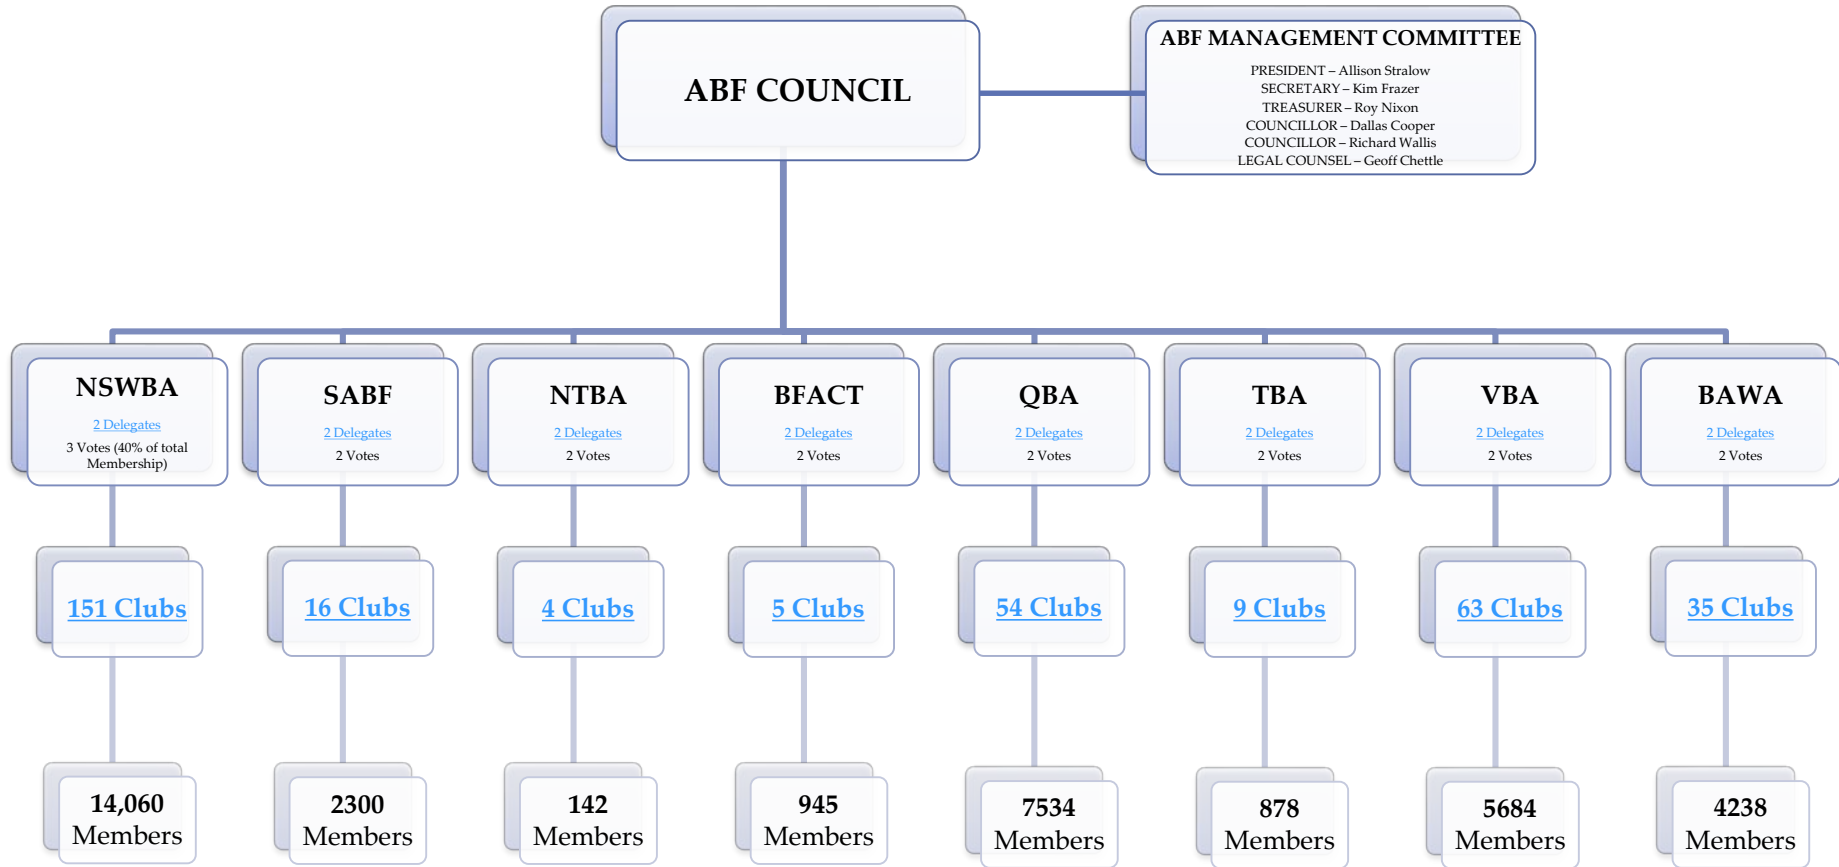 ABF COUNCIL
ABF MANAGEMENT COMMITTEE
PRESIDENT – Allison Stralow
SECRETARY – Kim Frazer
TREASURER – Roy Nixon
COUNCILLOR – Dallas Cooper
COUNCILLOR – Richard Wallis
LEGAL COUNSEL – Geoff Chettle
NSWBA
2 Delegates
3 Votes (40% of total
Membership)
SABF
2 Delegates
2 Votes
NTBA
2 Delegates
2 Votes
BFACT
2 Delegates
2 Votes
QBA
2 Delegates
2 Votes
TBA
2 Delegates
2 Votes
VBA
2 Delegates
2 Votes
BAWA
2 Delegates
2 Votes
151 Clubs
16 Clubs
4 Clubs
5 Clubs
54 Clubs
9 Clubs
63 Clubs
35 Clubs
14,060
Members
2300
Members
142
Members
945
Members
7534
Members
878
Members
5684
Members
4238
Members